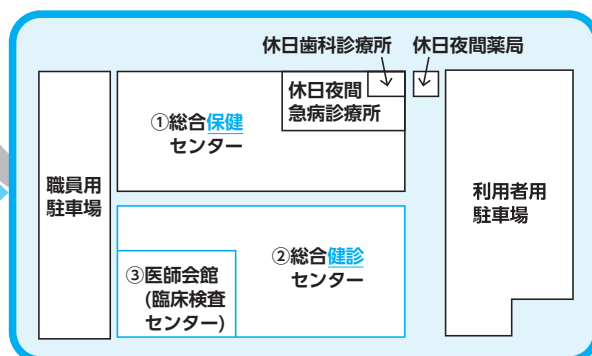 休日歯科診療所
休日夜間薬局
休日夜間
急病診療所
①総合保健
センター
職員用
駐車場
利用者用
駐車場
②総合健診
センター
③医師会館
(臨床検査
センター)